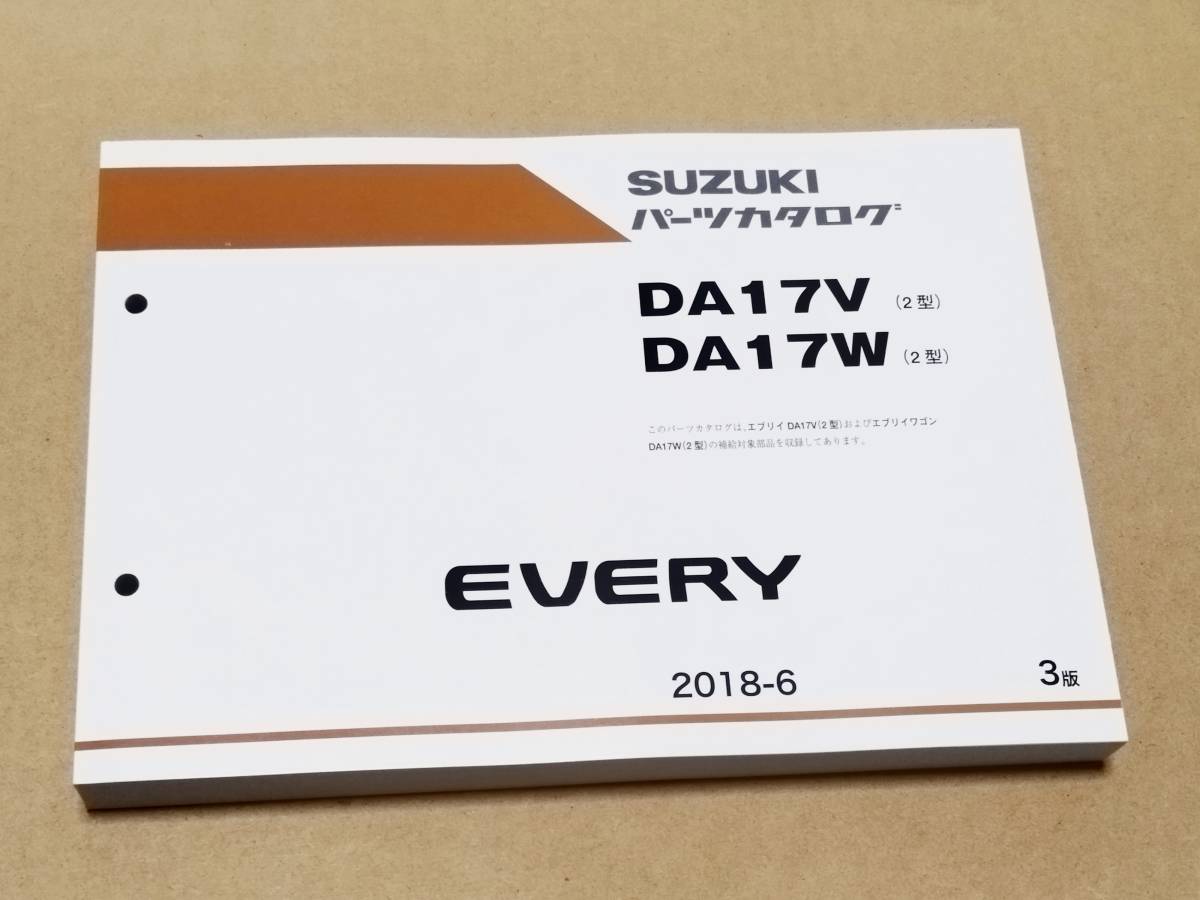 SUZUKI
パーツカタログ
DA17V (2型)
DA17W (2型)
このパーツカタログは、エブリイ DA17V(2型)およびエブリイワゴン
DA17W(2型)の補給対象部品を収録してあります。
EVERY
2018-6
3版